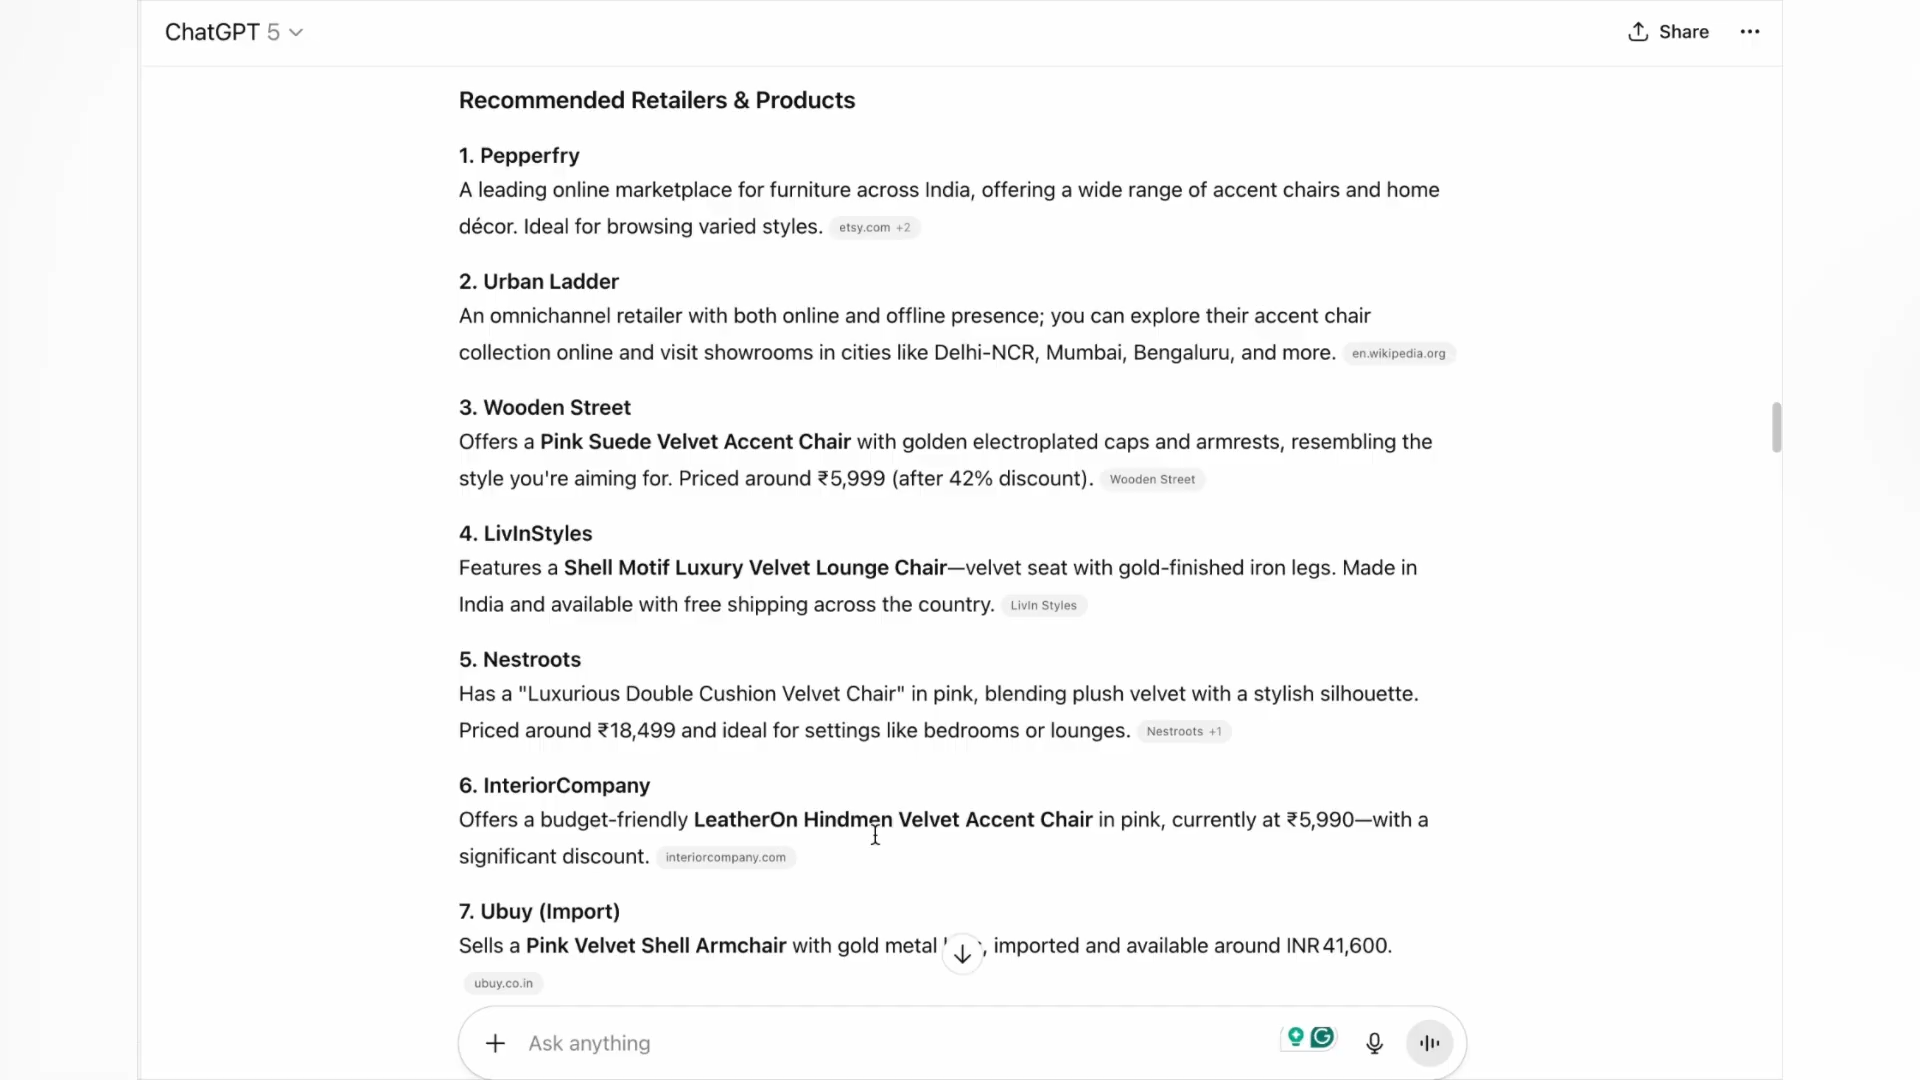 ChatGPT 5
Share
Recommended Retailers & Products
1. Pepperfry
A leading online marketplace for furniture across India, offering a wide range of accent chairs and home
décor. Ideal for browsing varied styles. etsy.com +2
2. Urban Ladder
An omnichannel retailer with both online and offline presence; you can explore their accent chair
collection online and visit showrooms in cities like Delhi-NCR, Mumbai, Bengaluru, and more. en.wikipedia.org
3. Wooden Street
Offers a Pink Suede Velvet Accent Chair with golden electroplated caps and armrests, resembling the
style you're aiming for. Priced around ₹5,999 (after 42% discount). Wooden Street
4. LivInStyles
Features a Shell Motif Luxury Velvet Lounge Chair—velvet seat with gold-finished iron legs. Made in
India and available with free shipping across the country. LivIn Styles
5. Nestroots
Has a "Luxurious Double Cushion Velvet Chair" in pink, blending plush velvet with a stylish silhouette.
Priced around ₹18,499 and ideal for settings like bedrooms or lounges. Nestroots +1
6. InteriorCompany
Offers a budget-friendly LeatherOn Hindmen Velvet Accent Chair in pink, currently at ₹5,990—with a
significant discount. interiorcompany.com
7. Ubuy (Import)
Sells a Pink Velvet Shell Armchair with gold metal , imported and available around INR 41,600.
ubuy.co.in
Ask anything